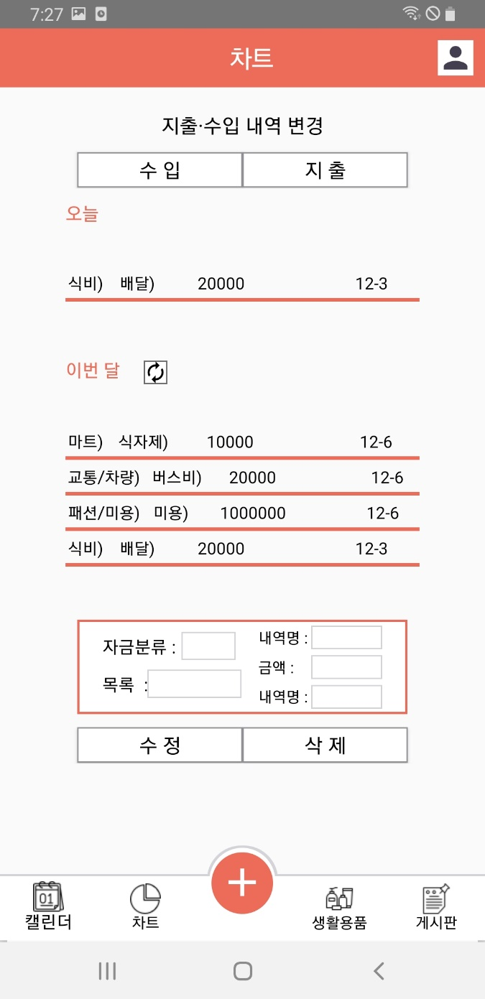 7:27
차트
지출·수입 내역 변경
수 입 지 출
오늘
식비) 배달) 20000 12-3
이번 달
마트) 식자제) 10000 12-6
교통/차량) 버스비) 20000 12-6
패션/미용) 미용) 1000000 12-6
식비) 배달) 20000 12-3
자금분류 :
목록 :
내역명 :
금액 :
내역명 :
수 정 삭 제
01
캘린더 차트 생활용품 게시판